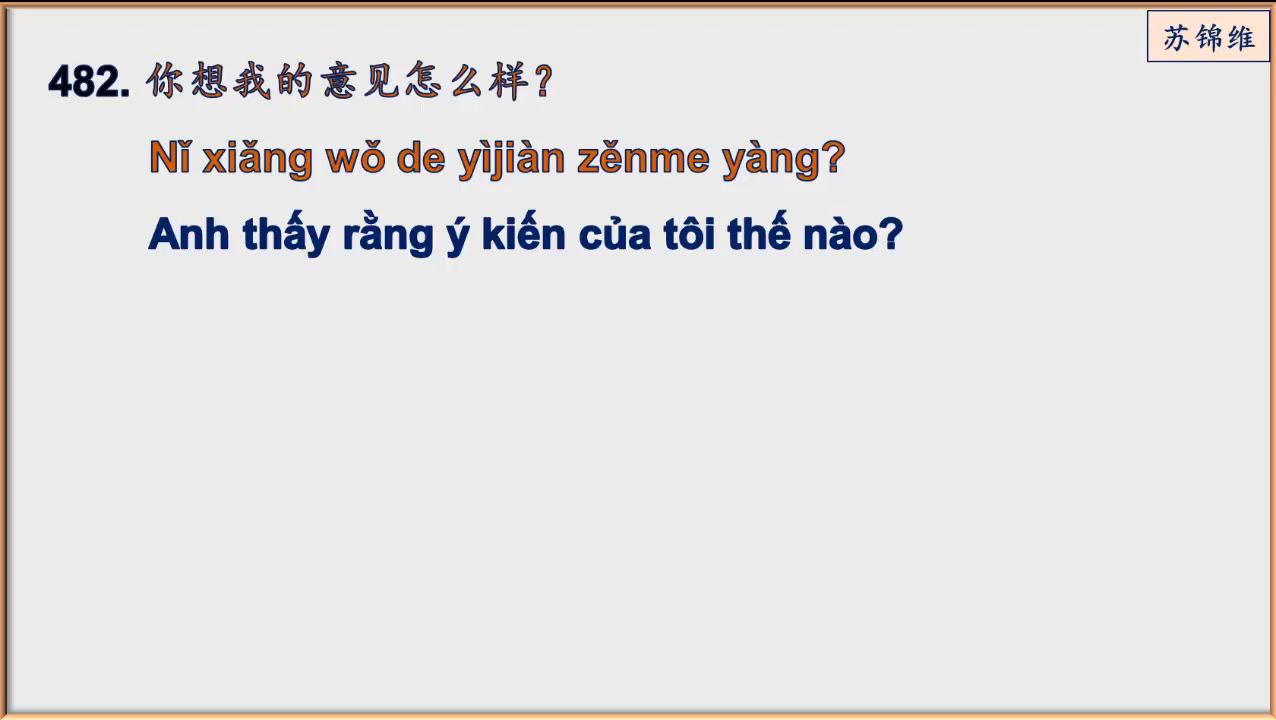 苏锦维
482. 你想我的意见怎么样?
Nǐ xiǎng wǒ de yìjiàn zěnme yàng?
Anh thấy rằng ý kiến của tôi thế nào?